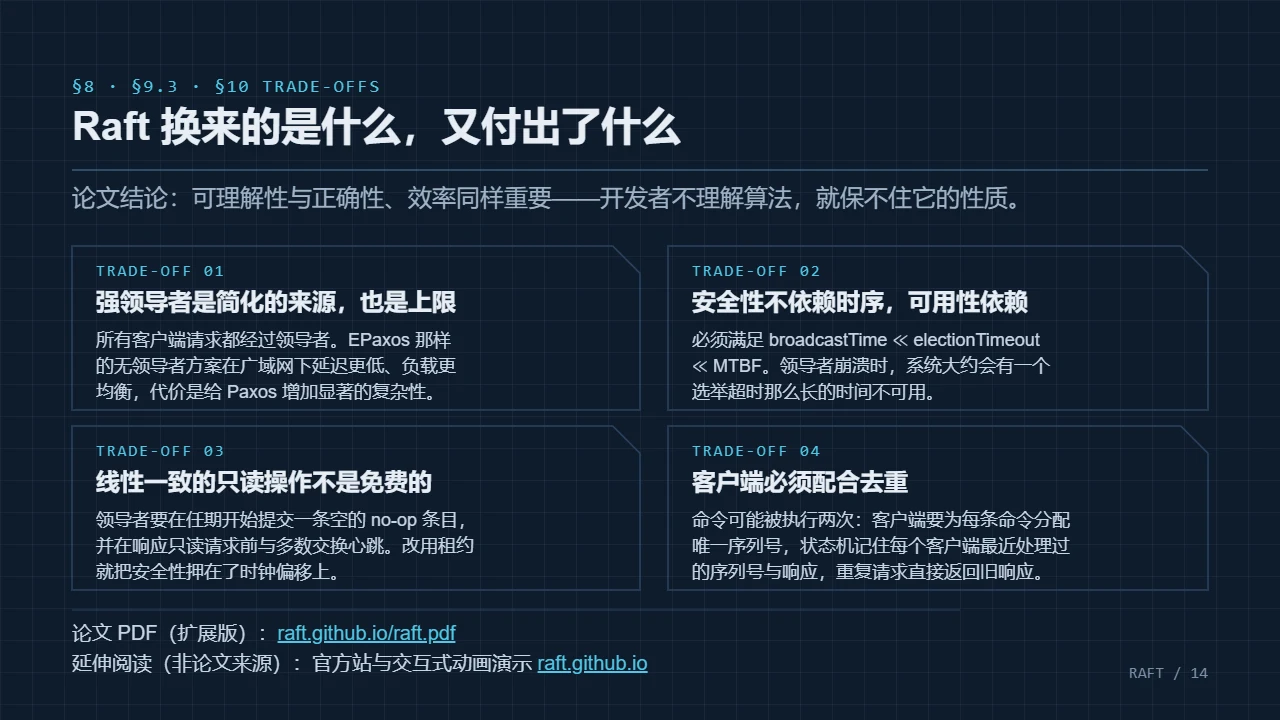 §8 · §9.3 · §10 TRADE-OFFS
Raft 换来的是什么，又付出了什么
论文结论：可理解性与正确性、效率同样重要——开发者不理解算法，就保不住它的性质。
TRADE-OFF 01
强领导者是简化的来源，也是上限
所有客户端请求都经过领导者。EPaxos 那样
的无领导者方案在广域网下延迟更低、负载更
均衡，代价是给 Paxos 增加显著的复杂性。
TRADE-OFF 02
安全性不依赖时序，可用性依赖
必须满足 broadcastTime ≪ electionTimeout
≪ MTBF。领导者崩溃时，系统大约会有一个
选举超时那么长的时间不可用。
TRADE-OFF 03
线性一致的只读操作不是免费的
领导者要在任期开始提交一条空的 no-op 条目，
并在响应只读请求前与多数交换心跳。改用租约
就把安全性押在了时钟偏移上。
TRADE-OFF 04
客户端必须配合去重
命令可能被执行两次：客户端要为每条命令分配
唯一序列号，状态机记住每个客户端最近处理过
的序列号与响应，重复请求直接返回旧响应。
论文 PDF（扩展版）：raft.github.io/raft.pdf
延伸阅读（非论文来源）：官方站与交互式动画演示 raft.github.io
RAFT / 14